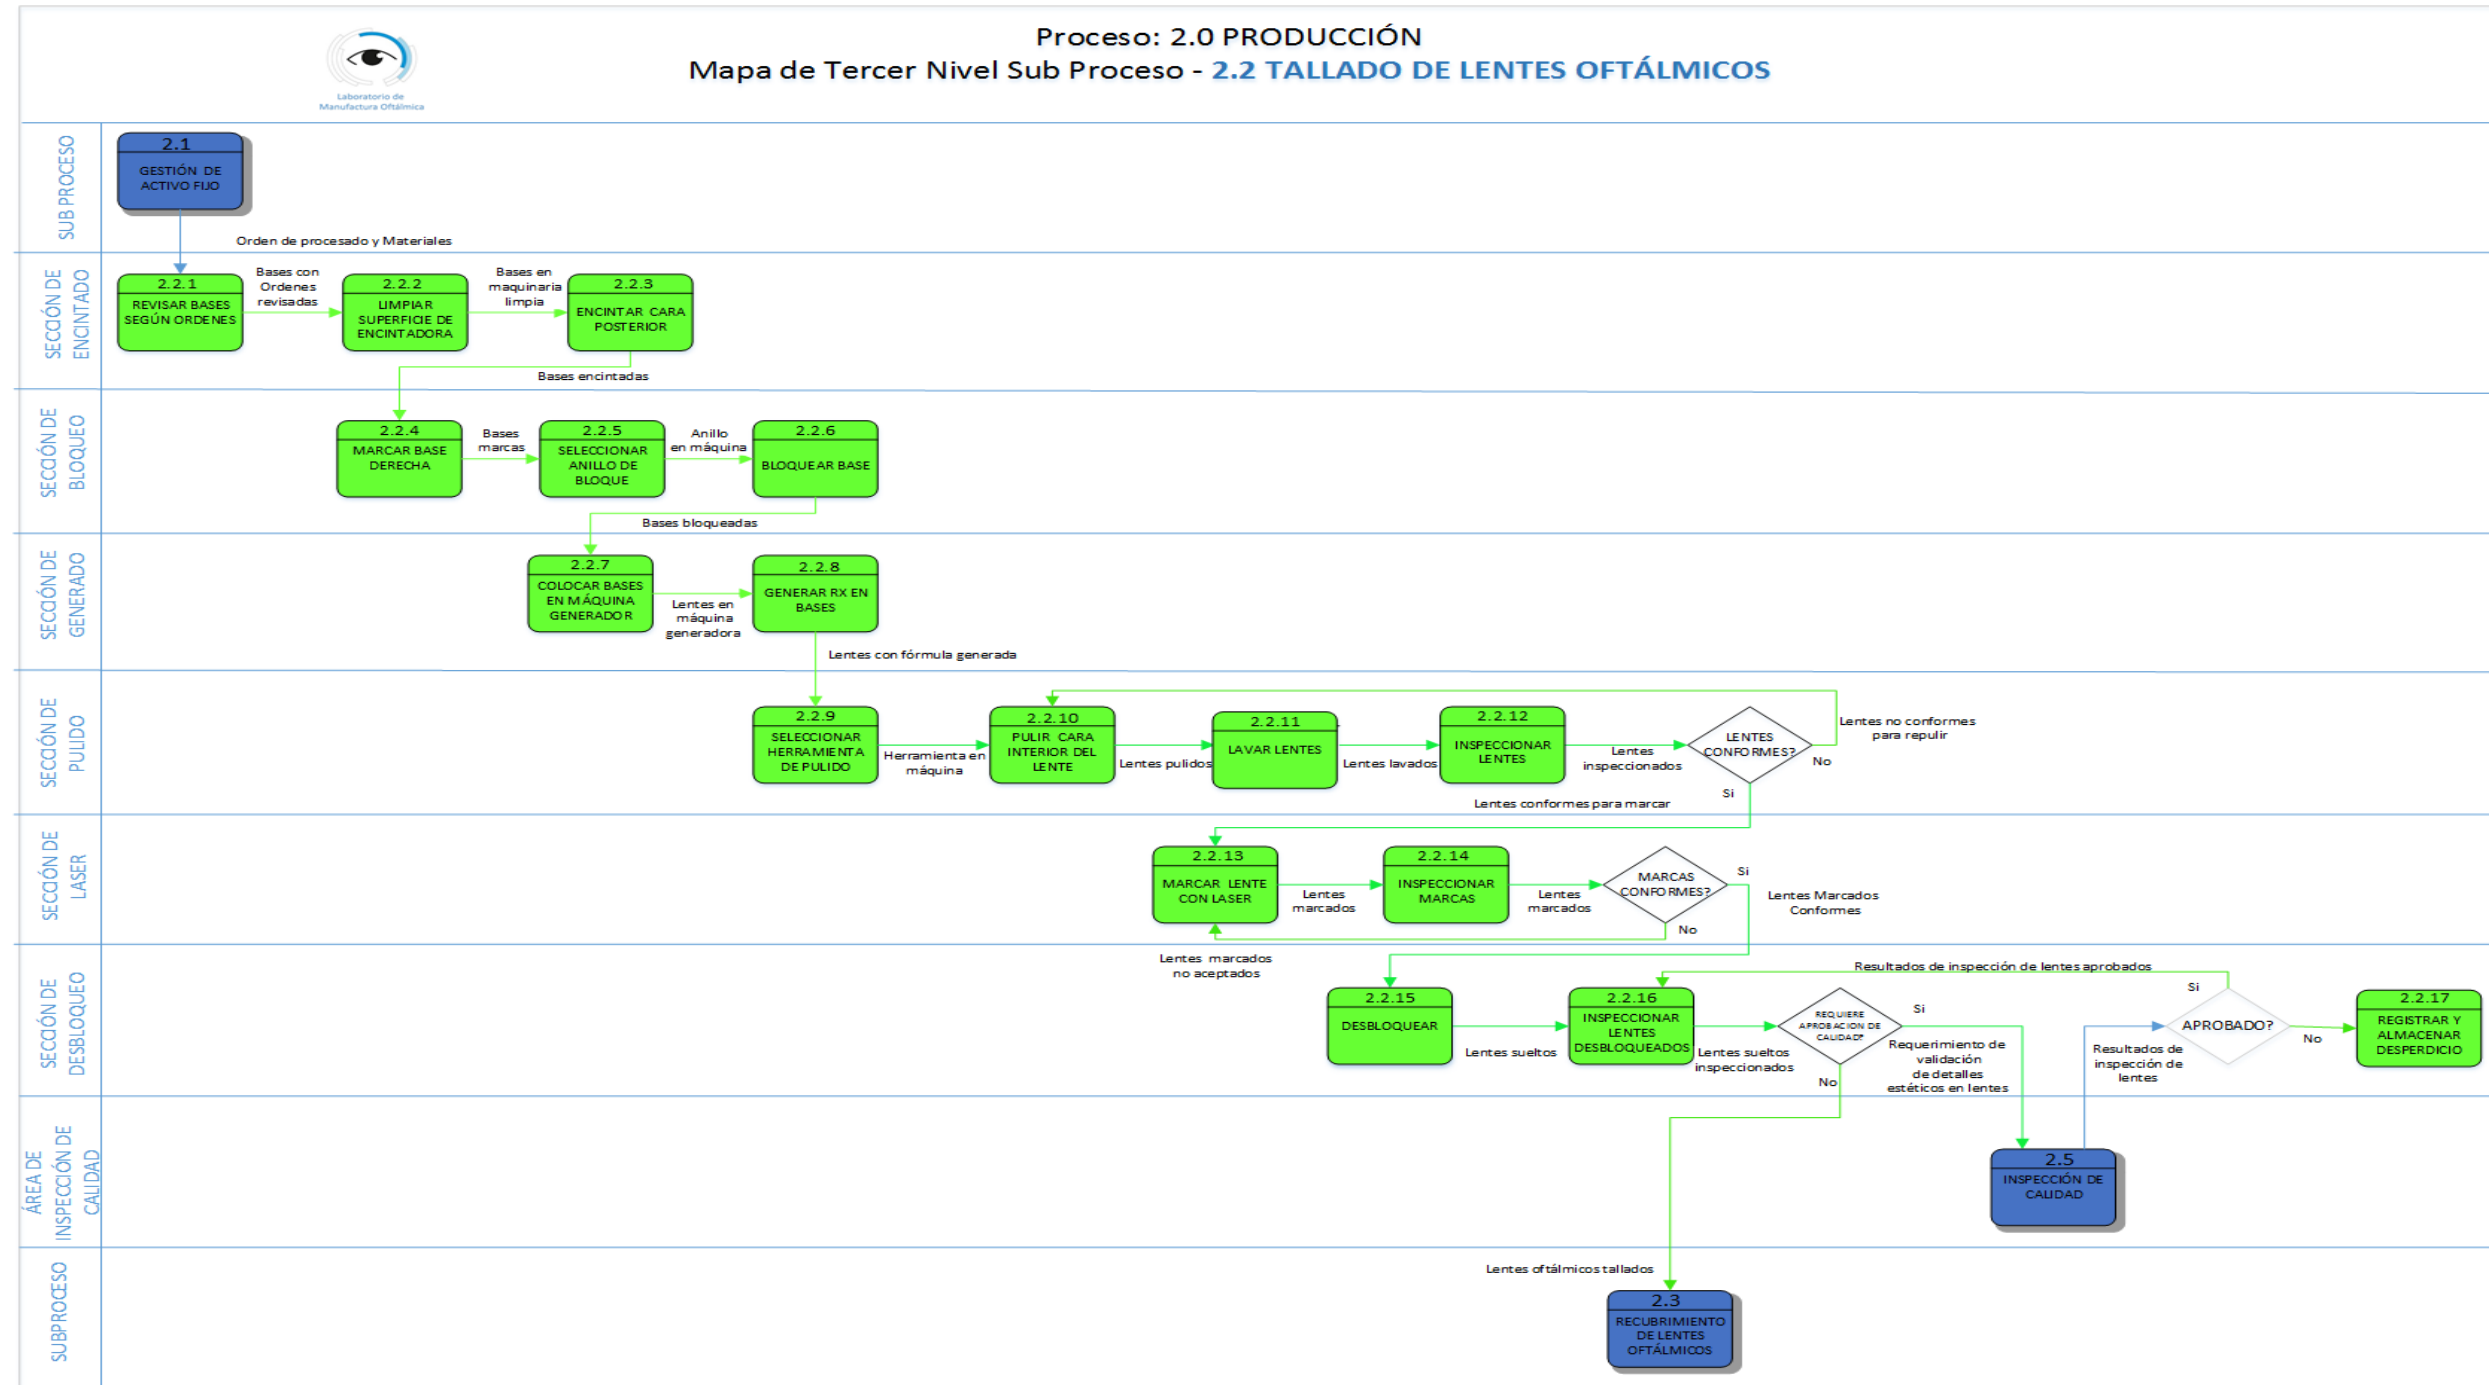 Proceso: 2.0 PRODUCCIÓN
Mapa de Tercer Nivel Sub Proceso - 2.2 TALLADO DE LENTES OFTÁLMICOS
Laboratorio de
Manufactura Oftálmica
SUB PROCESO
2.1
GESTIÓN DE
ACTIVO FIJO
Orden de procesado y Materiales
SECCIÓN DE
ENCINTADO
2.2.1
REVISAR BASES
SEGÚN ORDENES
Bases con
Ordenes
revisadas
2.2.2
LIMPIAR
SUPERFICIE DE
ENCINTADORA
Bases en
maquinaria
limpia
2.2.3
ENCINTAR CARA
POSTERIOR
Bases encintadas
SECCIÓN DE
BLOQUEO
2.2.4
MARCAR BASE
DERECHA
Bases
marcas
2.2.5
SELECCIONAR
ANILLO DE
BLOQUE
Anillo
en máquina
2.2.6
BLOQUEAR BASE
Bases bloqueadas
SECCIÓN DE
GENERADO
2.2.7
COLOCAR BASES
EN MÁQUINA
GENERADOR
Lentes en
máquina
generadora
2.2.8
GENERAR RX EN
BASES
Lentes con fórmula generada
SECCIÓN DE
PULIDO
2.2.9
SELECCIONAR
HERRAMIENTA
DE PULIDO
Herramienta en
máquina
2.2.10
PULIR CARA
INTERIOR DEL
LENTE
Lentes pulidos
2.2.11
LAVAR LENTES
Lentes lavados
2.2.12
INSPECCIONAR
LENTES
Lentes
inspeccionados
LENTES
CONFORMES?
No
Lentes no conformes
para repulir
Si
Lentes conformes para marcar
SECCIÓN DE
LASER
2.2.13
MARCAR LENTE
CON LASER
Lentes
marcados
2.2.14
INSPECCIONAR
MARCAS
Lentes
marcados
MARCAS
CONFORMES?
Si
Lentes Marcados
Conformes
No
Lentes marcados
no aceptados
SECCIÓN DE
DESBLOQUEO
2.2.15
DESBLOQUEAR
Lentes sueltos
2.2.16
INSPECCIONAR
LENTES
DESBLOQUEADOS
Lentes sueltos
inspeccionados
REQUIERE
APROBACION DE
CALIDAD?
Si
Requerimiento de
validación
de detalles
estéticos en lentes
No
Resultados de inspección de lentes aprobados
Resultados de
inspección de
lentes
Si
APROBADO?
No
2.2.17
REGISTRAR Y
ALMACENAR
DESPERDICIO
ÁREA DE
INSPECCIÓN DE
CALIDAD
2.5
INSPECCIÓN DE
CALIDAD
SUBPROCESO
Lentes oftálmicos tallados
2.3
RECUBRIMIENTO
DE LENTES
OFTÁLMICOS